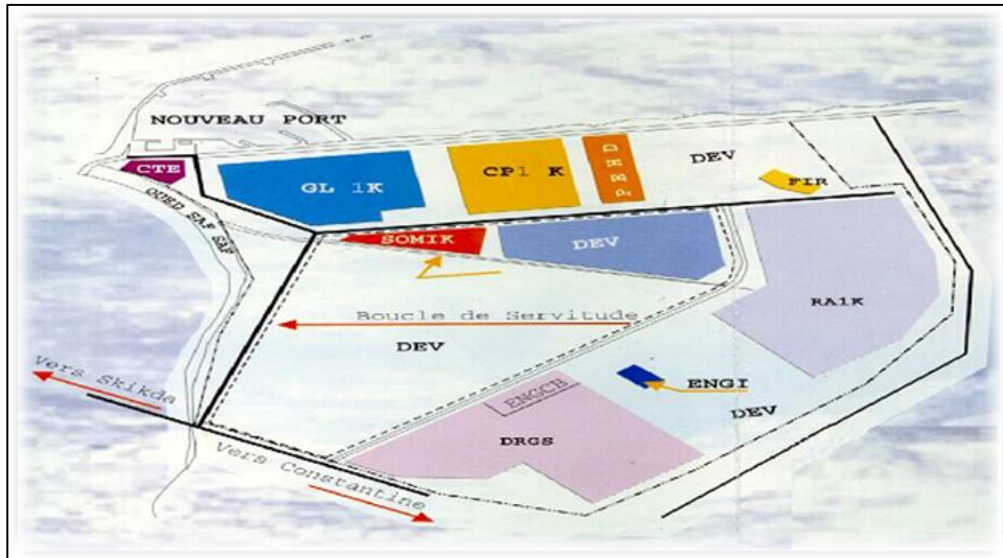 NOUVEAU PORT
CTE
GL 1K
CP1 K
DEV
FIR
OUED SAF SAF
SOMIK
DEV
RA1K
Boucle de Servitude
DEV
ENGI
Vers Skikda
ENGCB
DEV
DRGS
Vers Constantine